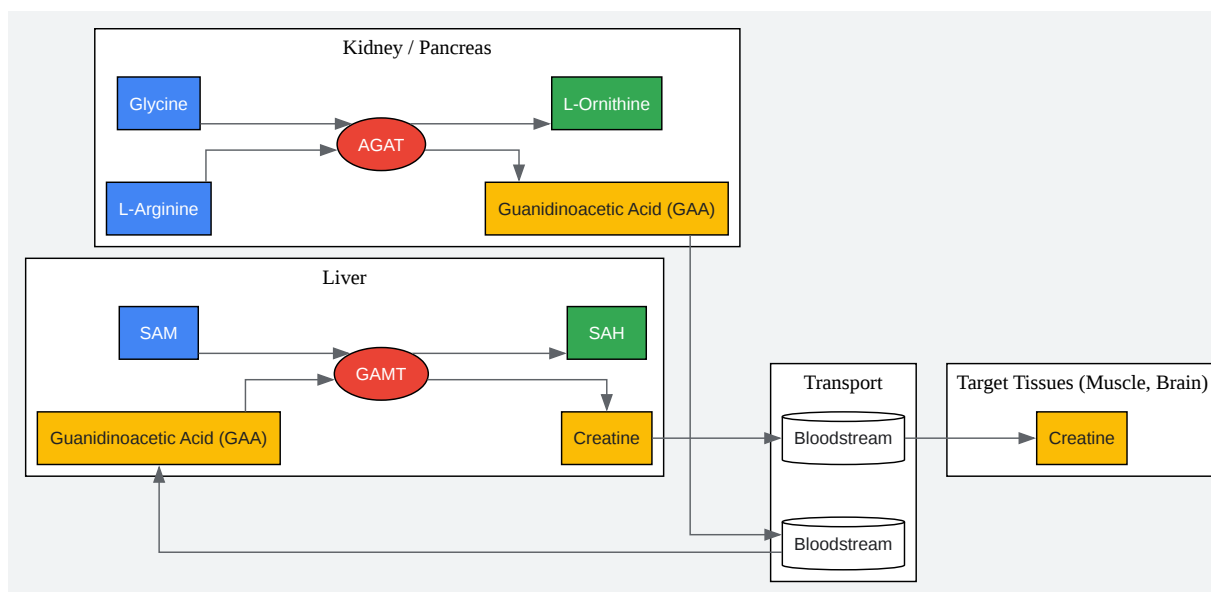 Kidney / Pancreas
Glycine
L-Ornithine
AGAT
L-Arginine
Guanidinoacetic Acid (GAA)
Liver
SAM
SAH
GAMT
Guanidinoacetic Acid (GAA)
Creatine
Transport
Bloodstream
Bloodstream
Target Tissues (Muscle, Brain)
Creatine